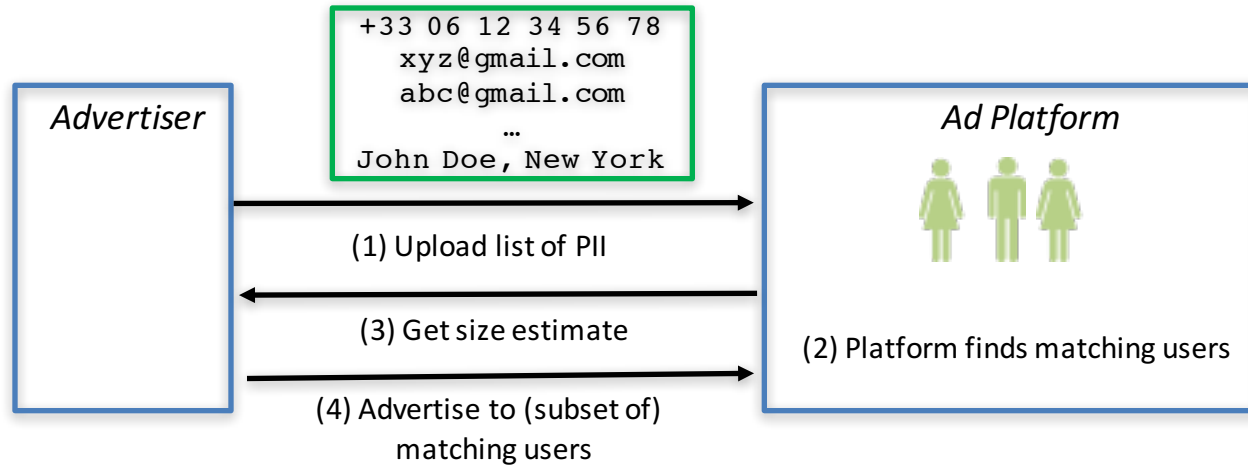 +33 06 12 34 56 78
xyz@gmail.com
abc@gmail.com
…
John Doe, New York
Advertiser
Ad Platform
(1) Upload list of PII
(3) Get size estimate
(2) Platform finds matching users
(4) Advertise to (subset of)
matching users